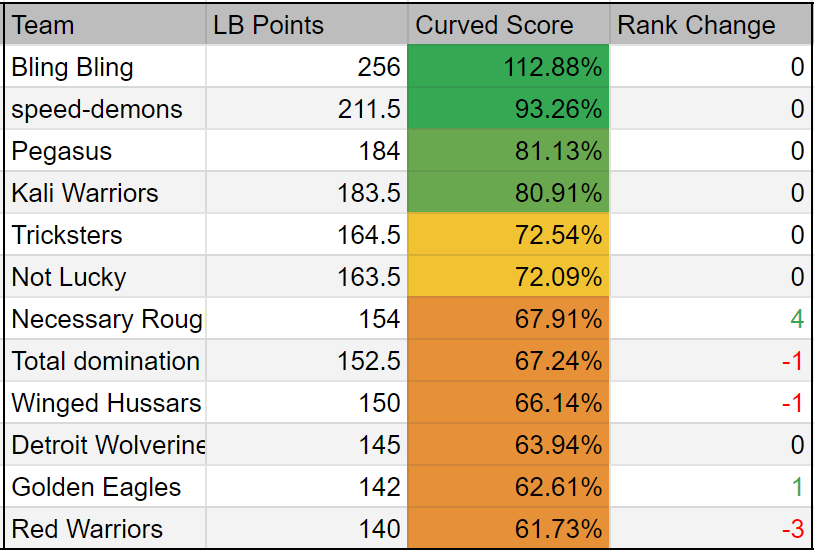 Team LB Points Curved Score Rank Change
Bling Bling 256 112.88% 0
speed-demons 211.5 93.26% 0
Pegasus 184 81.13% 0
Kali Warriors 183.5 80.91% 0
Tricksters 164.5 72.54% 0
Not Lucky 163.5 72.09% 0
Necessary Roug 154 67.91% 4
Total domination 152.5 67.24% -1
Winged Hussars 150 66.14% -1
Detroit Wolverine 145 63.94% 0
Golden Eagles 142 62.61% 1
Red Warriors 140 61.73% -3